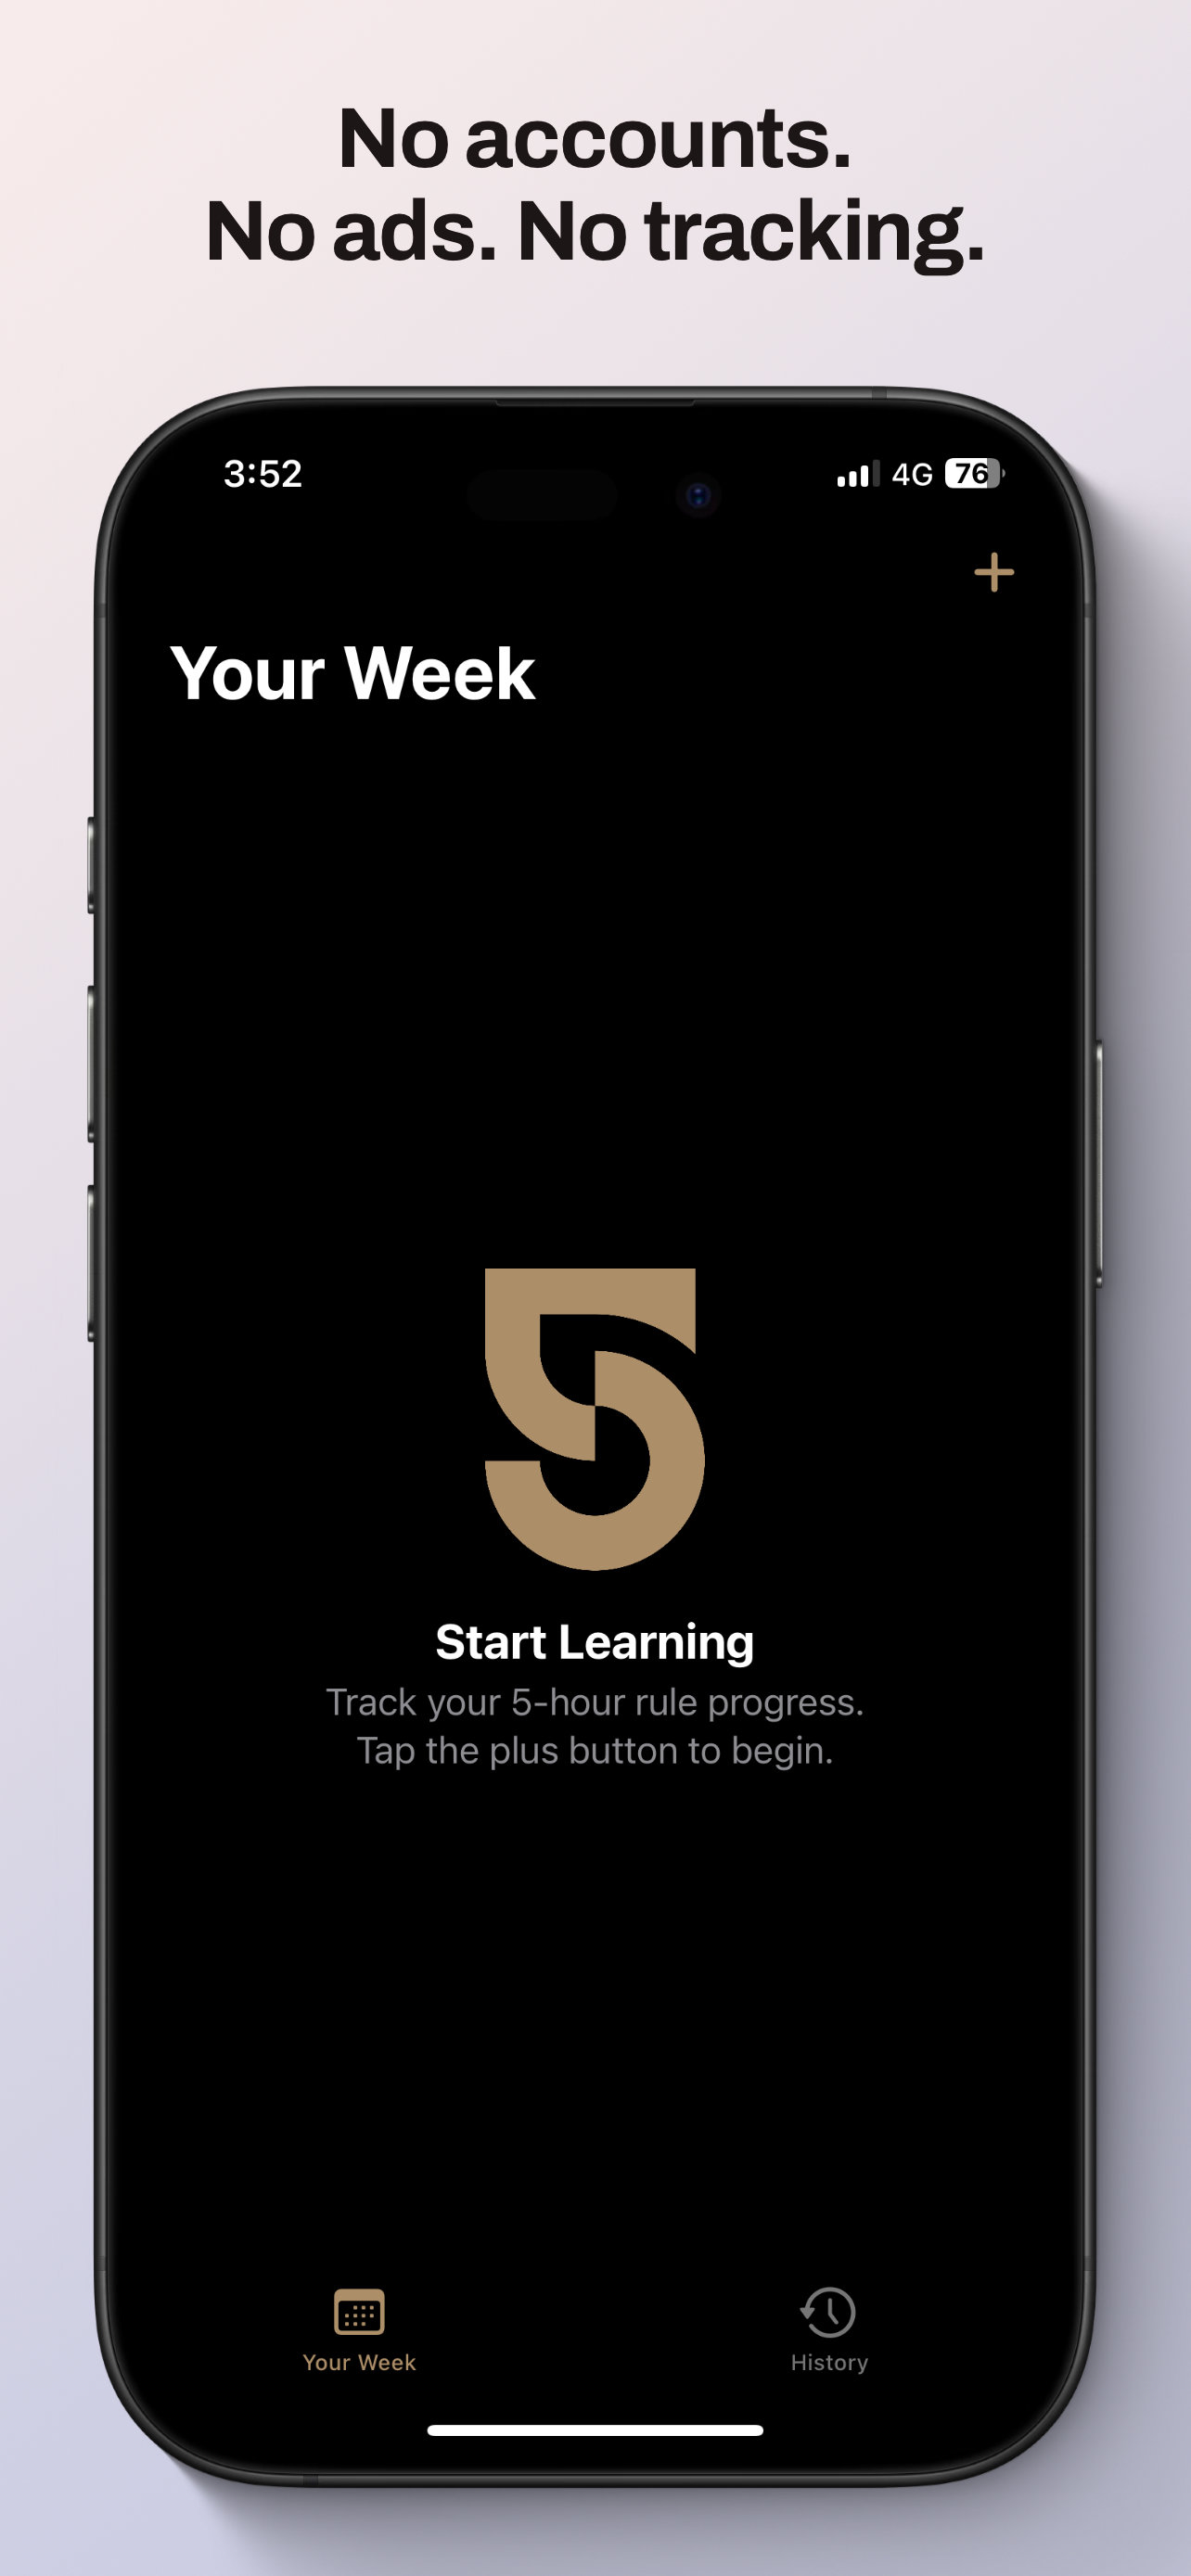 No accounts.
No ads. No tracking.
3:52
4G 76
Your Week
5
Start Learning
Track your 5-hour rule progress.
Tap the plus button to begin.
Your Week
History